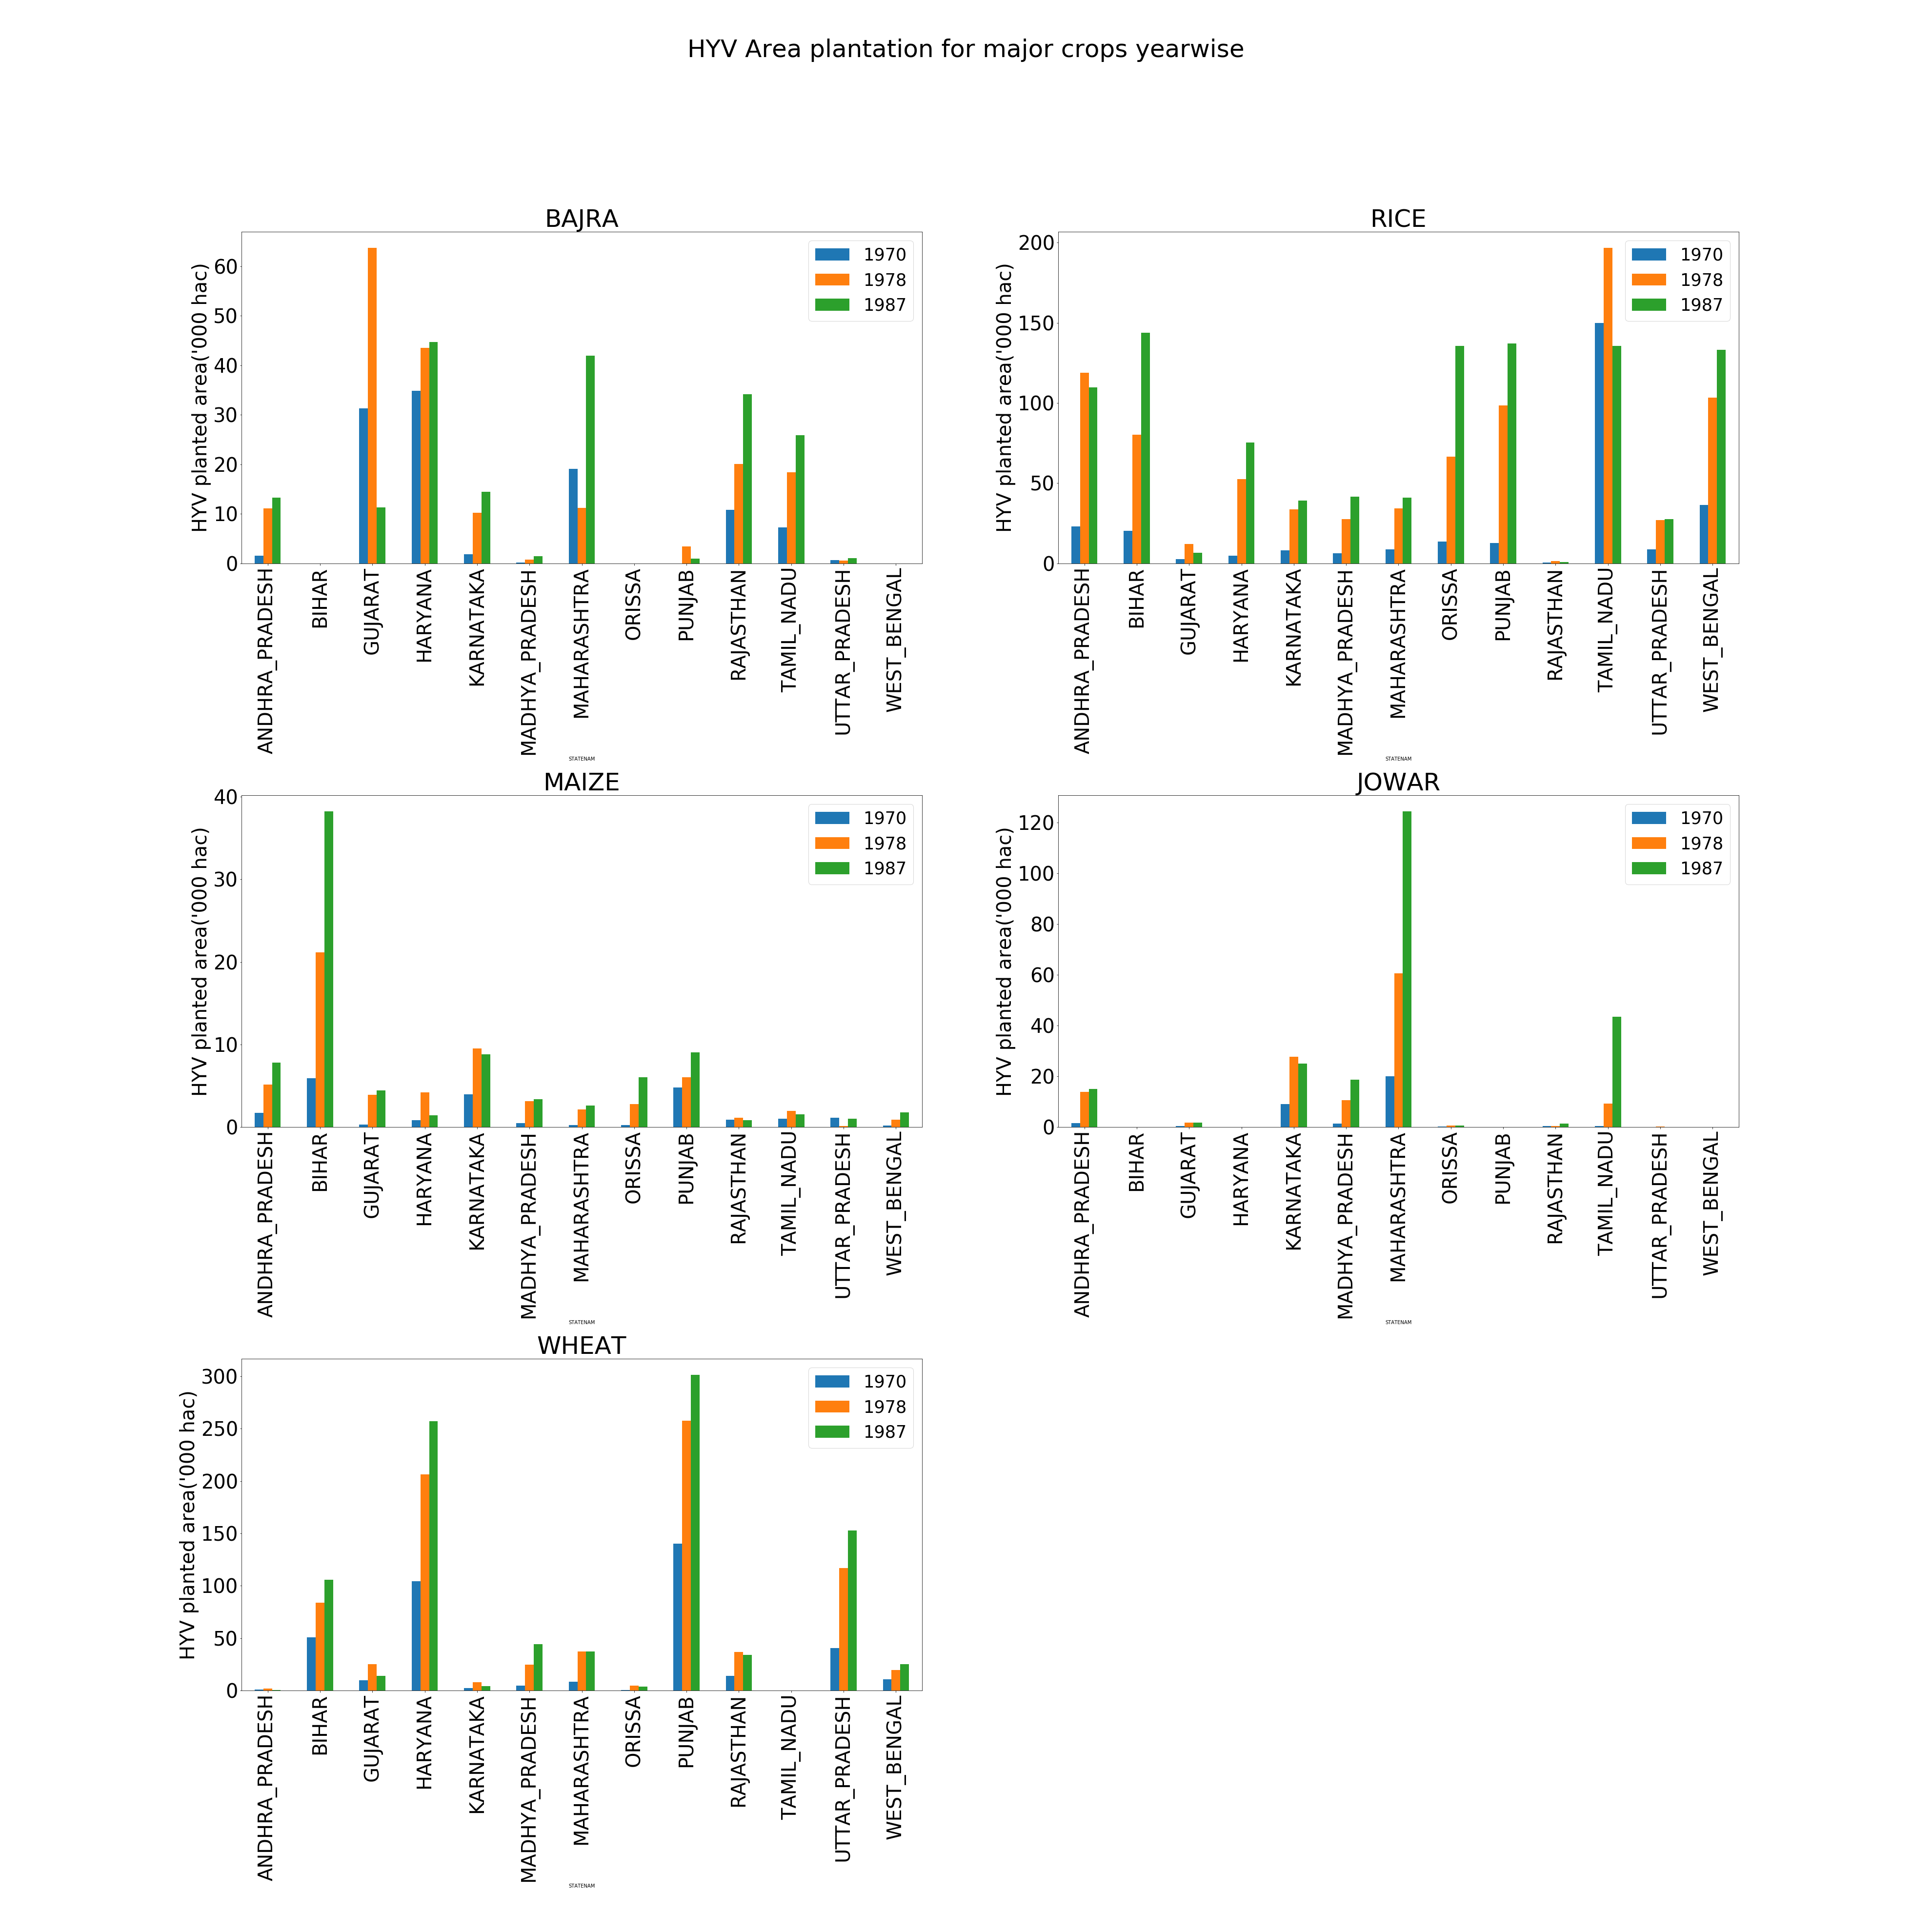 HYV Area plantation for major crops yearwise
BAJRA
HYV planted area('000 hac)
60
50
40
30
20
10
0
1970
1978
1987
ANDHRA_PRADESH
BIHAR
GUJARAT
HARYANA
KARNATAKA
MADHYA_PRADESH
MAHARASHTRA
ORISSA
PUNJAB
RAJASTHAN
TAMIL_NADU
UTTAR_PRADESH
WEST_BENGAL
STATENAM
RICE
HYV planted area('000 hac)
200
150
100
50
0
1970
1978
1987
ANDHRA_PRADESH
BIHAR
GUJARAT
HARYANA
KARNATAKA
MADHYA_PRADESH
MAHARASHTRA
ORISSA
PUNJAB
RAJASTHAN
TAMIL_NADU
UTTAR_PRADESH
WEST_BENGAL
STATENAM
MAIZE
HYV planted area('000 hac)
40
30
20
10
0
1970
1978
1987
ANDHRA_PRADESH
BIHAR
GUJARAT
HARYANA
KARNATAKA
MADHYA_PRADESH
MAHARASHTRA
ORISSA
PUNJAB
RAJASTHAN
TAMIL_NADU
UTTAR_PRADESH
WEST_BENGAL
STATENAM
JOWAR
HYV planted area('000 hac)
120
100
80
60
40
20
0
1970
1978
1987
ANDHRA_PRADESH
BIHAR
GUJARAT
HARYANA
KARNATAKA
MADHYA_PRADESH
MAHARASHTRA
ORISSA
PUNJAB
RAJASTHAN
TAMIL_NADU
UTTAR_PRADESH
WEST_BENGAL
STATENAM
WHEAT
HYV planted area('000 hac)
300
250
200
150
100
50
0
1970
1978
1987
ANDHRA_PRADESH
BIHAR
GUJARAT
HARYANA
KARNATAKA
MADHYA_PRADESH
MAHARASHTRA
ORISSA
PUNJAB
RAJASTHAN
TAMIL_NADU
UTTAR_PRADESH
WEST_BENGAL
STATENAM